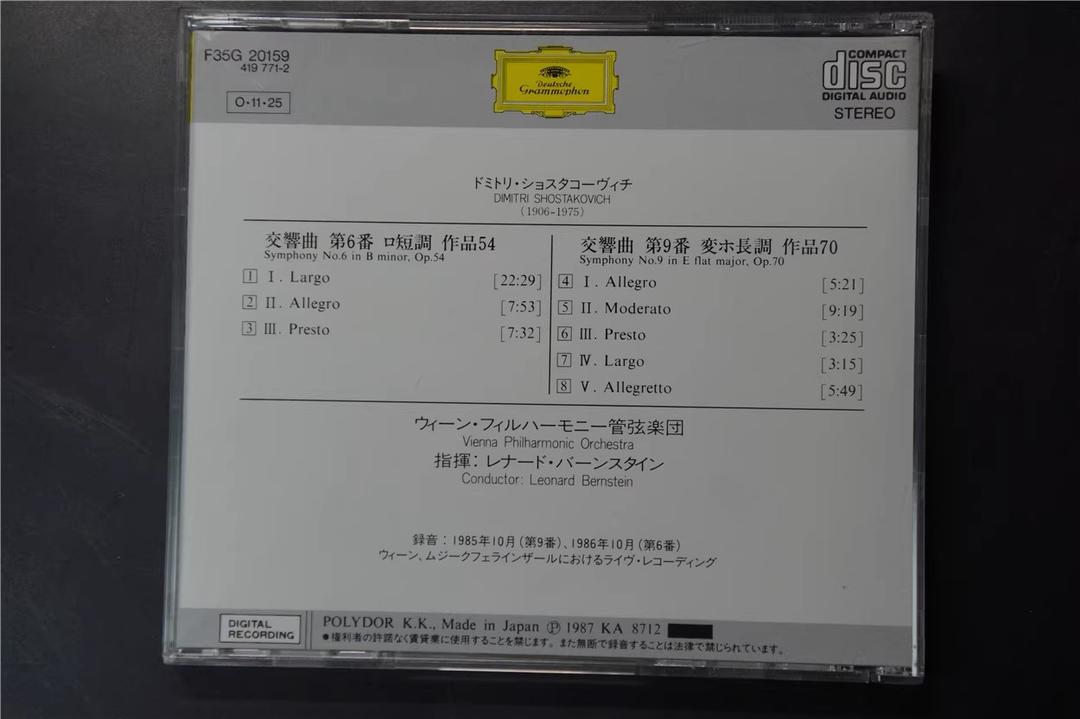 F35G 20159
419 771-2
O・11・25
Deutsche
Grammophon
COMPACT
disc
DIGITAL AUDIO
STEREO
ドミトリ・ショスタコーヴィチ
DIMITRI SHOSTAKOVICH
(1906-1975)
交響曲 第6番 ロ短調 作品54
Symphony No.6 in B minor, Op.54
1 I. Largo [22:29]
2 II. Allegro [7:53]
3 III. Presto [7:32]
交響曲 第9番 変ホ長調 作品70
Symphony No.9 in E flat major, Op.70
4 I. Allegro [5:21]
5 II. Moderato [9:19]
6 III. Presto [3:25]
7 IV. Largo [3:15]
8 V. Allegretto [5:49]
ウィーン・フィルハーモニー管弦楽団
Vienna Philharmonic Orchestra
指揮：レナード・バーンスタイン
Conductor: Leonard Bernstein
録音：1985年10月(第9番)、1986年10月(第6番)
ウィーン、ムジークフェラインザールにおけるライヴ・レコーディング
DIGITAL
RECORDING
POLYDOR K.K., Made in Japan Ⓟ 1987 KA 8712
●権利者の許諾なく賃貸業に使用することを禁じます。また無断で録音することは法律で禁じられています。